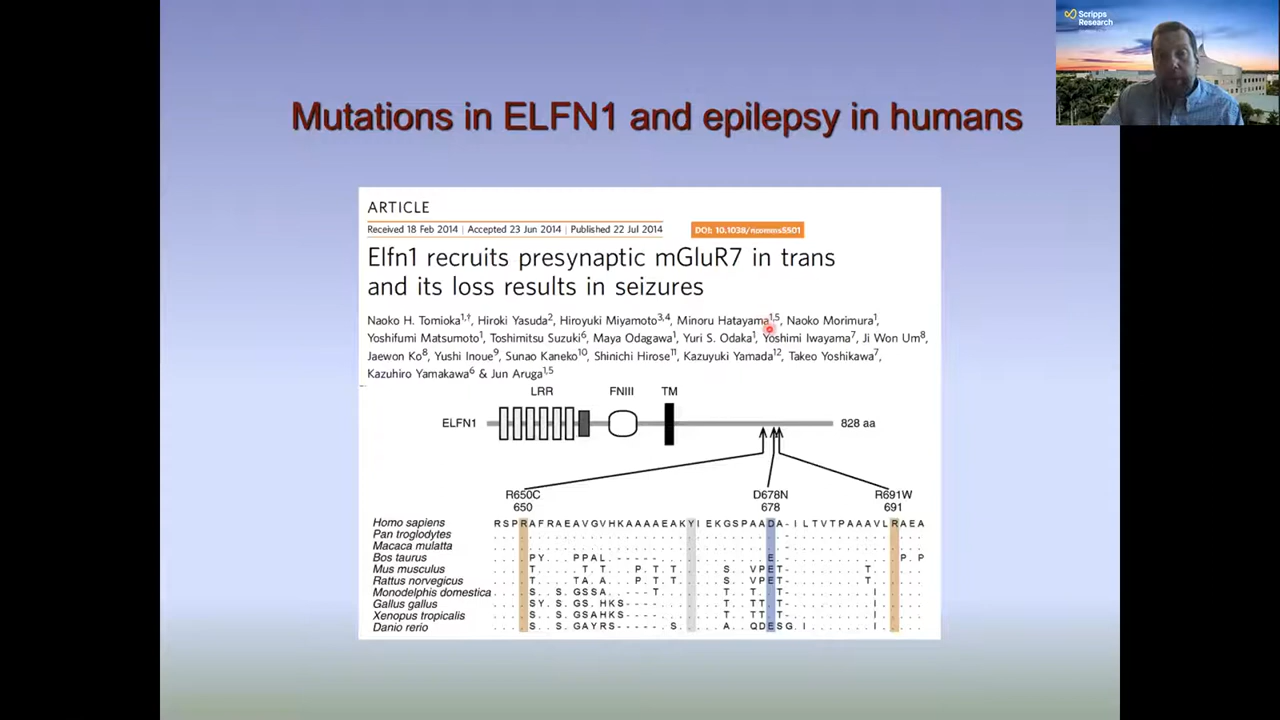 Scripps
Research
Mutations in ELFN1 and epilepsy in humans
ARTICLE
Received 18 Feb 2014 | Accepted 23 Jun 2014 | Published 22 Jul 2014
DOI: 10.1038/ncomms5501
Elfn1 recruits presynaptic mGluR7 in trans
and its loss results in seizures
Naoko H. Tomioka1,†, Hiroki Yasuda2, Hiroyuki Miyamoto3,4, Minoru Hatayama1,5, Naoko Morimura1,
Yoshifumi Matsumoto1, Toshimitsu Suzuki6, Maya Odagawa1, Yuri S. Odaka1, Yoshimi Iwayama7, Ji Won Um8,
Jaewon Ko8, Yushi Inoue9, Sunao Kaneko10, Shinichi Hirose11, Kazuyuki Yamada12, Takeo Yoshikawa7,
Kazuhiro Yamakawa6 & Jun Aruga1,5
LRR FNIII TM
ELFN1 828 aa
R650C D678N R691W
650 678 691
Homo sapiens R S P R A F R A E A V G V H K A A A A E A K Y I E K G S P A A D A - I L T V T P A A A V L R A E A
Pan troglodytes
Macaca mulatta
Bos taurus P Y P P A L - - - - - - E - P . P
Mus musculus T T . T P . T . T G . . V P E T - T
Rattus norvegicus T T A . A P . T . T S . . V P E T - T
Monodelphis domestica S . . S . G S S A T T T . T - I
Gallus gallus S Y . S . G S . H K S - - - - T T T . T - I
Xenopus tropicalis S . . S . G S A H K S - - - - T T T . T - I
Danio rerio S . . S . G A Y R S - - - - - S . A . . Q D E S G . I I